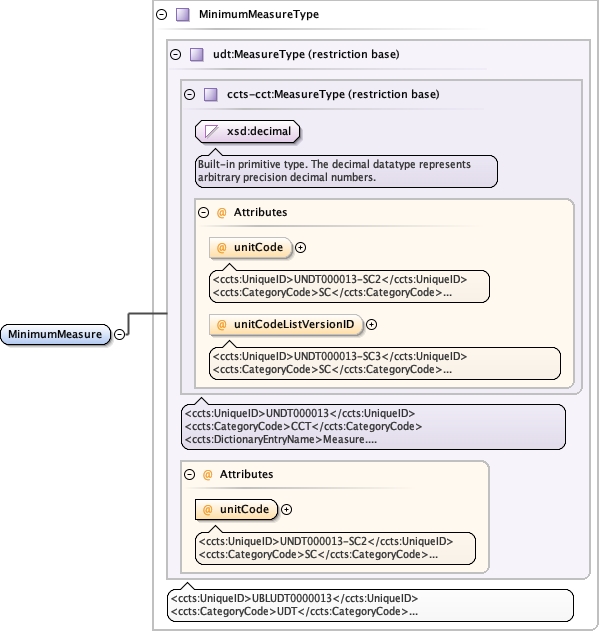 MinimumMeasureType
udt:MeasureType (restriction base)
ccts-cct:MeasureType (restriction base)
xsd:decimal
Built-in primitive type. The decimal datatype represents
arbitrary precision decimal numbers.
@ Attributes
@ unitCode
<ccts:UniqueID>UNDT000013-SC2</ccts:UniqueID>
<ccts:CategoryCode>SC</ccts:CategoryCode>...
@ unitCodeListVersionID
<ccts:UniqueID>UNDT000013-SC3</ccts:UniqueID>
<ccts:CategoryCode>SC</ccts:CategoryCode>...
MinimumMeasure
<ccts:UniqueID>UNDT000013</ccts:UniqueID>
<ccts:CategoryCode>CCT</ccts:CategoryCode>
<ccts:DictionaryEntryName>Measure....
@ Attributes
@ unitCode
<ccts:UniqueID>UNDT000013-SC2</ccts:UniqueID>
<ccts:CategoryCode>SC</ccts:CategoryCode>...
<ccts:UniqueID>UBLUDT0000013</ccts:UniqueID>
<ccts:CategoryCode>UDT</ccts:CategoryCode>...